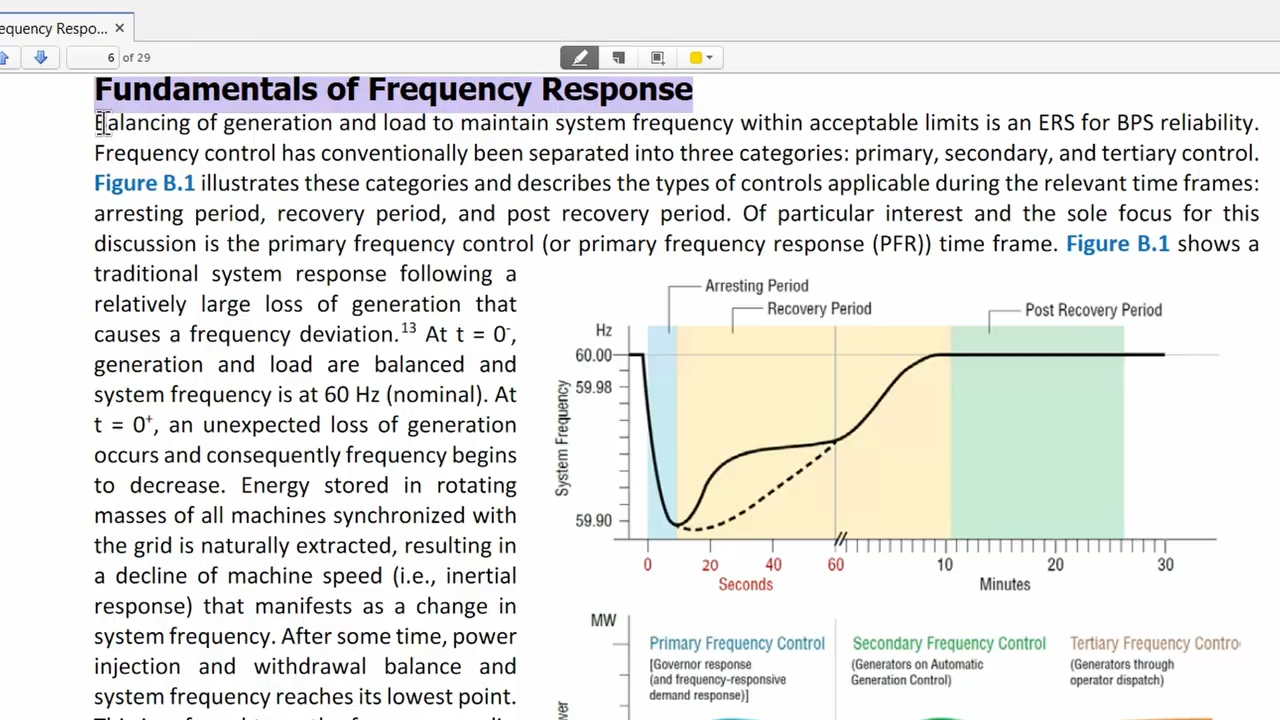 equency Respo... ×
6 of 29
Fundamentals of Frequency Response
Balancing of generation and load to maintain system frequency within acceptable limits is an ERS for BPS reliability.
Frequency control has conventionally been separated into three categories: primary, secondary, and tertiary control.
Figure B.1 illustrates these categories and describes the types of controls applicable during the relevant time frames:
arresting period, recovery period, and post recovery period. Of particular interest and the sole focus for this
discussion is the primary frequency control (or primary frequency response (PFR)) time frame. Figure B.1 shows a
traditional system response following a
relatively large loss of generation that
causes a frequency deviation.13 At t = 0-,
generation and load are balanced and
system frequency is at 60 Hz (nominal). At
t = 0+, an unexpected loss of generation
occurs and consequently frequency begins
to decrease. Energy stored in rotating
masses of all machines synchronized with
the grid is naturally extracted, resulting in
a decline of machine speed (i.e., inertial
response) that manifests as a change in
system frequency. After some time, power
injection and withdrawal balance and
system frequency reaches its lowest point.
Arresting Period
Recovery Period
Post Recovery Period
Hz
60.00
59.98
System Frequency
59.90
0 20 40 60 10 20 30
Seconds Minutes
MW
Primary Frequency Control
[Governor response
(and frequency-responsive
demand response)]
Secondary Frequency Control
(Generators on Automatic
Generation Control)
Tertiary Frequency Contro
(Generators through
operator dispatch)